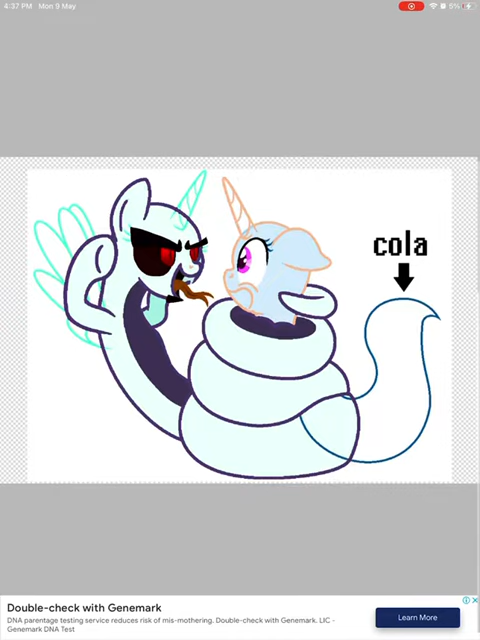 4:37 PM Mon 9 May
5%
cola
Double-check with Genemark
DNA parentage testing service reduces risk of mis-mothering. Double-check with Genemark. LIC -
Genemark DNA Test
Learn More